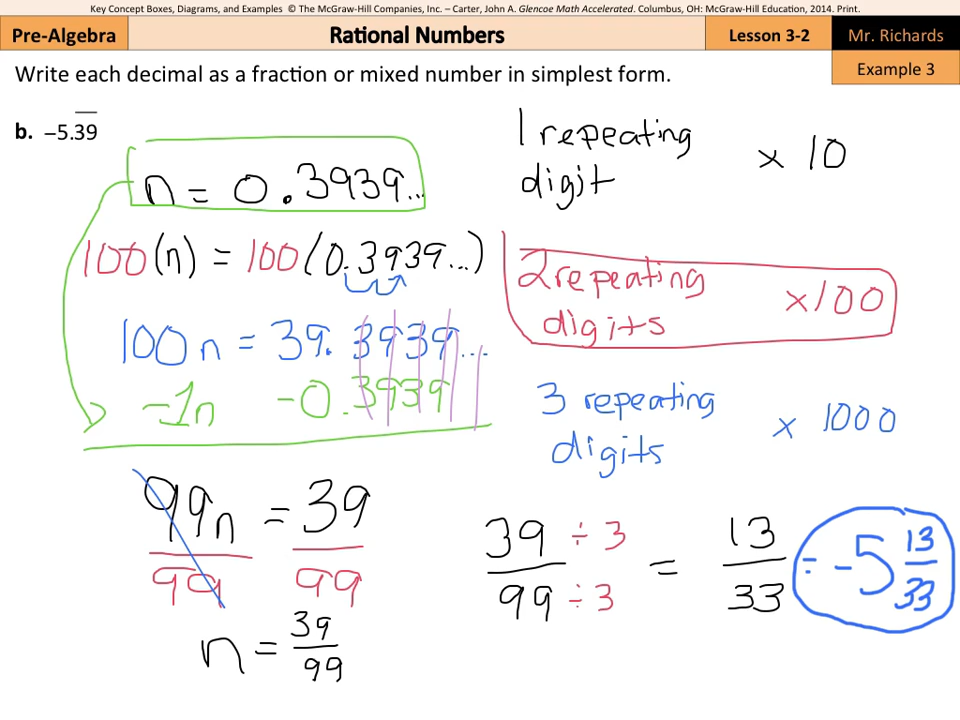 Key Concept Boxes, Diagrams, and Examples © The McGraw-Hill Companies, Inc. – Carter, John A. Glencoe Math Accelerated. Columbus, OH: McGraw-Hill Education, 2014. Print.
Pre-Algebra
Rational Numbers
Lesson 3-2
Mr. Richards
Example 3
Write each decimal as a fraction or mixed number in simplest form.
b. –5.3̅9̅
n = 0.3939...
100(n) = 100(0.3939...)
100n = 39.3939...
-1n -0.3939
99n = 39
99 99
n = 39/99
1 repeating
digit
x 10
2 repeating
digits
x100
3 repeating
digits
x 1000
39 ÷ 3 = 13
99 ÷ 3 33
= -5 13/33